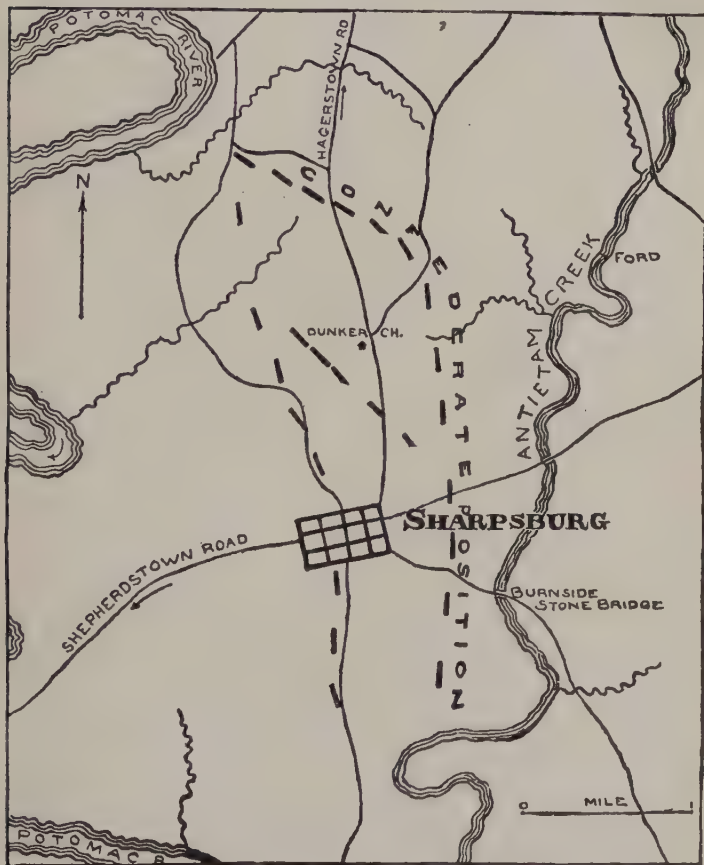 POTOMAC RIVER
HAGERSTOWN RD
N
CONFEDERATE POSITION
FORD
ANTIETAM CREEK
DUNKER CH.
SHARPSBURG
SHEPHERDSTOWN ROAD
BURNSIDE
STONE BRIDGE
0 MILE 1
POTOMAC R